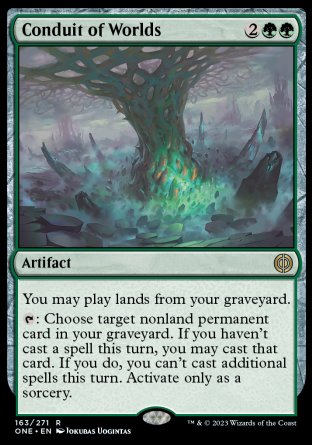 Conduit of Worlds 2
Artifact
You may play lands from your graveyard.
: Choose target nonland permanent
card in your graveyard. If you haven't
cast a spell this turn, you may cast that
card. If you do, you can't cast
additional spells this turn. Activate only as a
sorcery.
163/271 R
ONE • EN JOKUBAS UOGINTAS
™ & © 2023 Wizards of the Coast